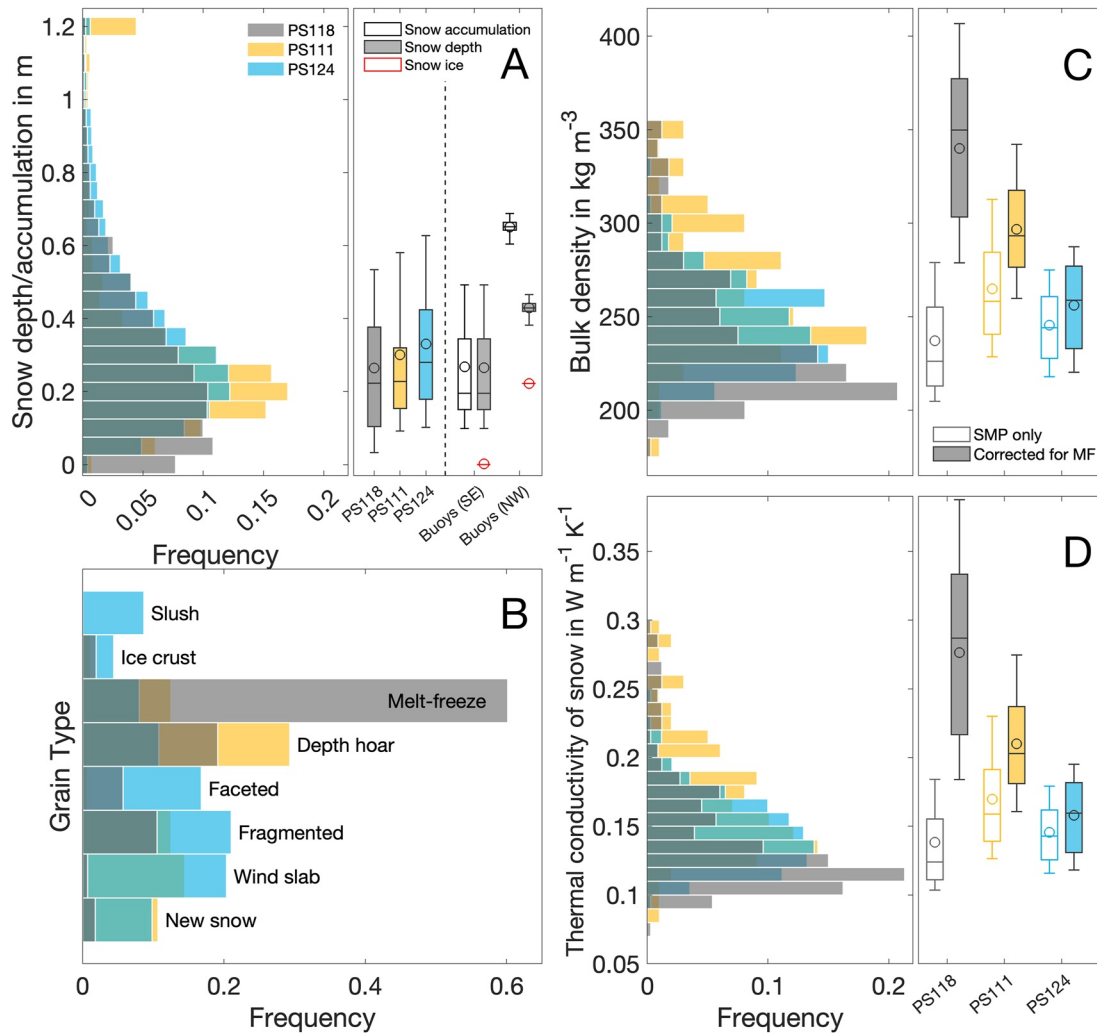 Snow depth/accumulation in m
1.2
1
0.8
0.6
0.4
0.2
0
PS118
PS111
PS124
0
0.05
0.1
0.15
0.2
Frequency
Snow accumulation
Snow depth
Snow ice
A
PS118
PS111
PS124
Buoys (SE)
Buoys (NW)
Grain Type
B
Slush
Ice crust
Melt-freeze
Depth hoar
Faceted
Fragmented
Wind slab
New snow
0
0.2
0.4
0.6
Frequency
Bulk density in kg m⁻³
400
350
300
250
200
C
SMP only
Corrected for MF
Thermal conductivity of snow in W m⁻¹ K⁻¹
0.35
0.3
0.25
0.2
0.15
0.1
0.05
0
0.1
0.2
Frequency
D
PS118
PS111
PS124